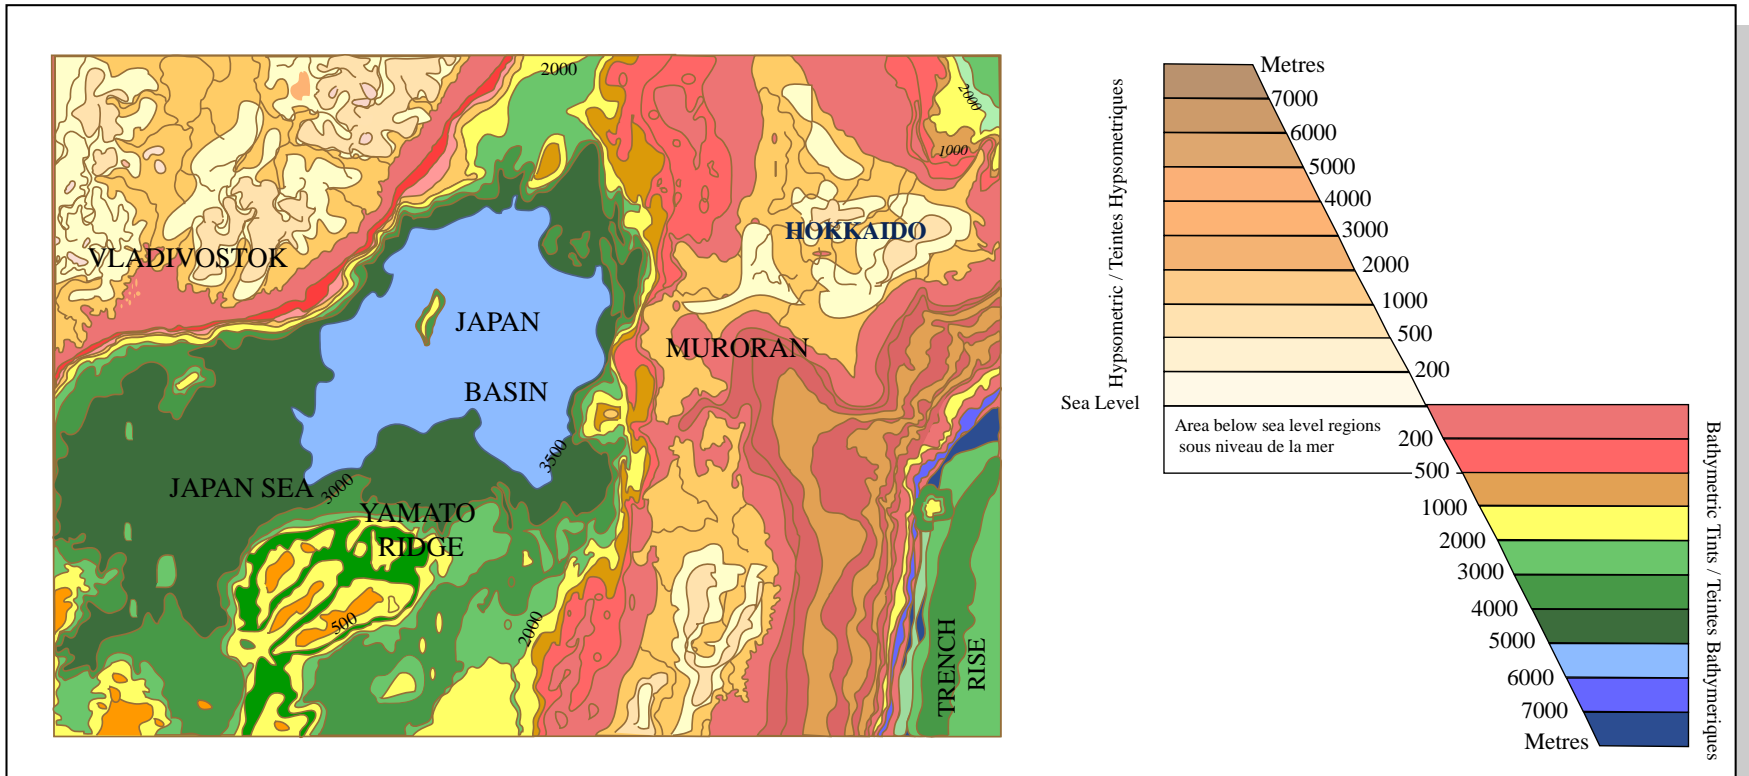 2000
2000
1000
HOKKAIDO
VLADIVOSTOK
JAPAN
MURORAN
BASIN
3500
JAPAN SEA
3000
YAMATO
RIDGE
500
2000
TRENCH
RISE
Hypsometric / Teintes Hypsometriques
Metres
7000
6000
5000
4000
3000
2000
1000
500
200
Sea Level
Area below sea level regions
sous niveau de la mer
200
500
1000
2000
3000
4000
5000
6000
7000
Metres
Bathymetric Tints / Teintes Bathymeriques